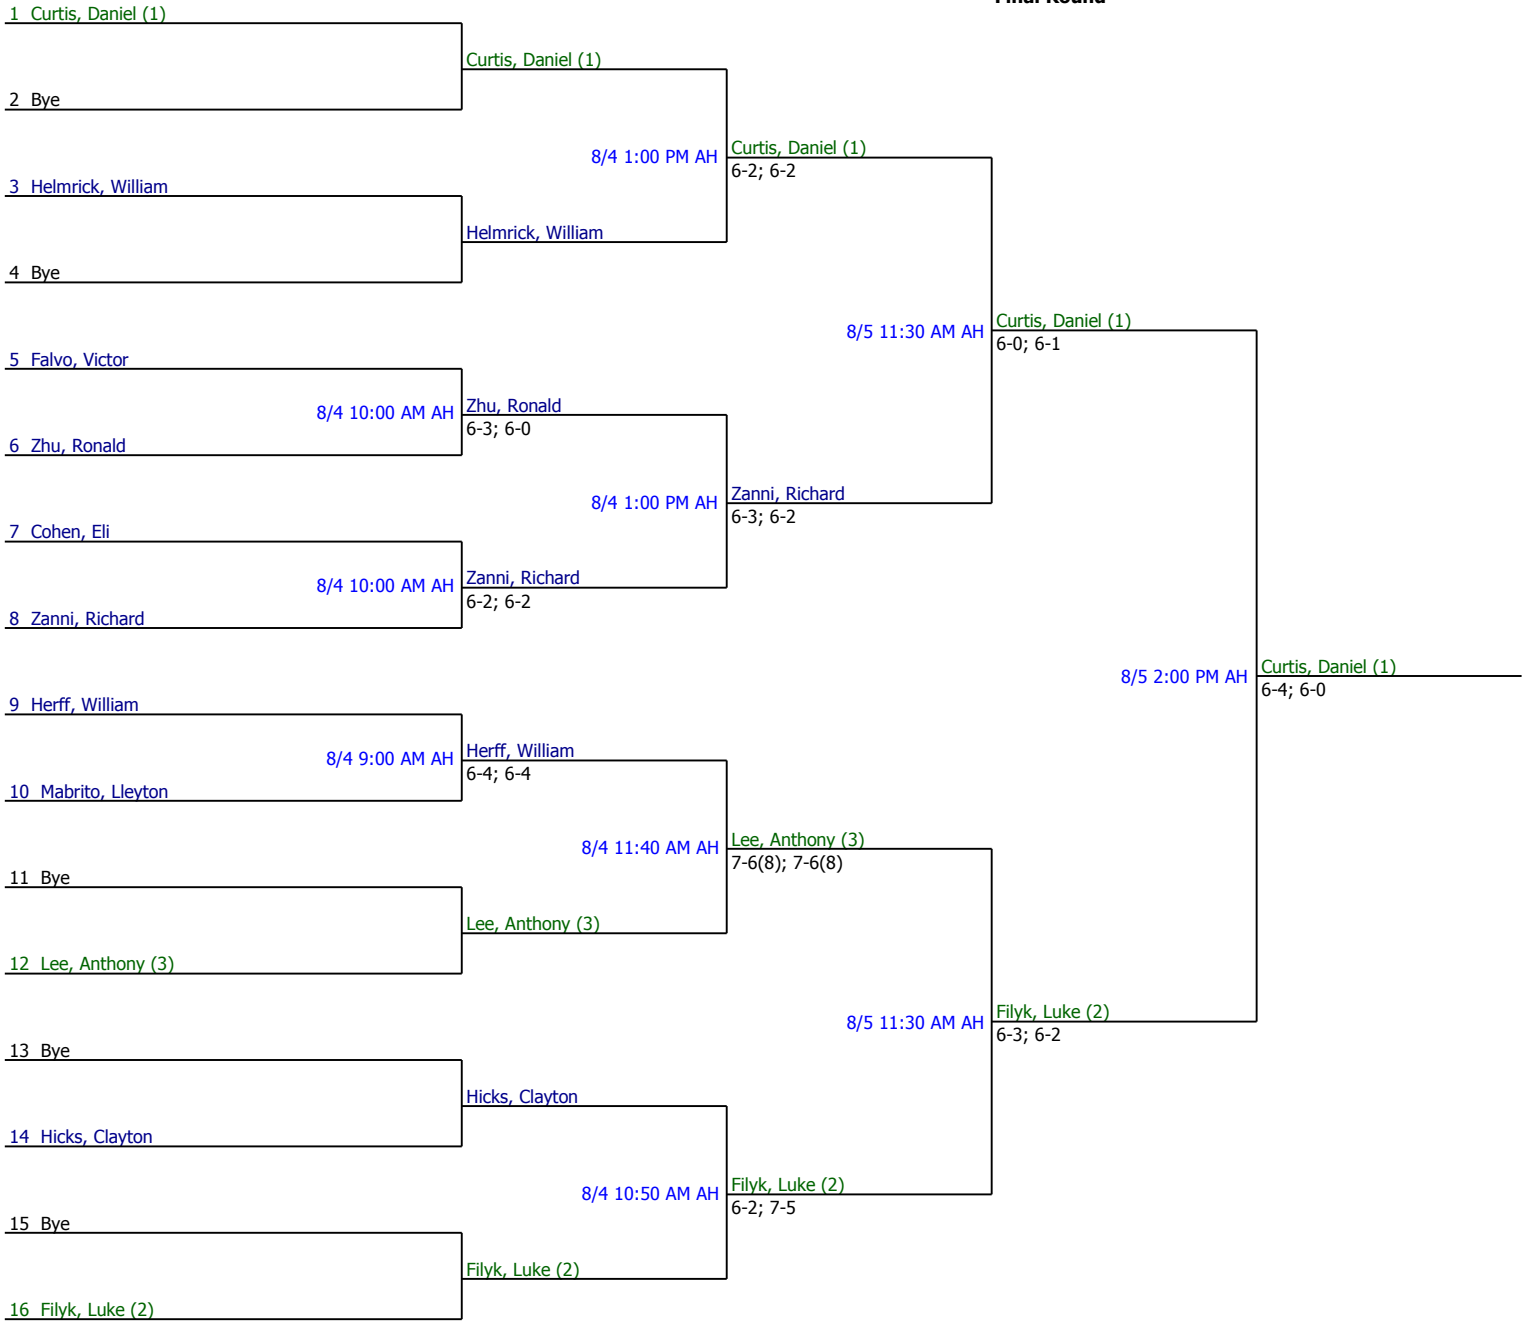 Final Round
1 Curtis, Daniel (1)
Curtis, Daniel (1)
2 Bye
8/4 1:00 PM AH
Curtis, Daniel (1)
6-2; 6-2
3 Helmrick, William
Helmrick, William
4 Bye
8/5 11:30 AM AH
Curtis, Daniel (1)
6-0; 6-1
5 Falvo, Victor
8/4 10:00 AM AH
Zhu, Ronald
6-3; 6-0
6 Zhu, Ronald
8/4 1:00 PM AH
Zanni, Richard
6-3; 6-2
7 Cohen, Eli
8/4 10:00 AM AH
Zanni, Richard
6-2; 6-2
8 Zanni, Richard
8/5 2:00 PM AH
Curtis, Daniel (1)
6-4; 6-0
9 Herff, William
8/4 9:00 AM AH
Herff, William
6-4; 6-4
10 Mabrito, Lleyton
8/4 11:40 AM AH
Lee, Anthony (3)
7-6(8); 7-6(8)
11 Bye
Lee, Anthony (3)
12 Lee, Anthony (3)
8/5 11:30 AM AH
Filyk, Luke (2)
6-3; 6-2
13 Bye
Hicks, Clayton
14 Hicks, Clayton
8/4 10:50 AM AH
Filyk, Luke (2)
6-2; 7-5
15 Bye
Filyk, Luke (2)
16 Filyk, Luke (2)